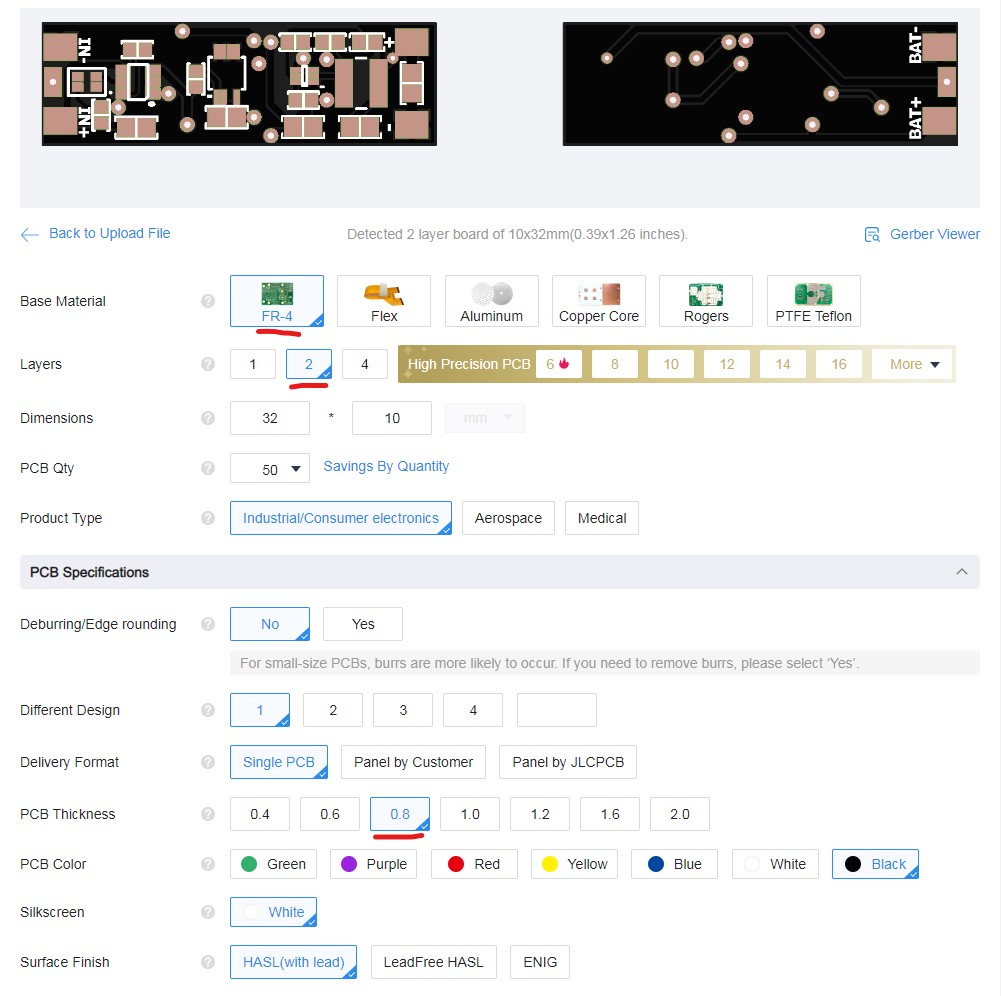 IN-
+
IN+
-
BAT-
BAT+
Back to Upload File
Detected 2 layer board of 10x32mm(0.39x1.26 inches).
Gerber Viewer
Base Material ? FR-4 Flex Aluminum Copper Core Rogers PTFE Teflon
Layers ? 1 2 4 High Precision PCB 6 8 10 12 14 16 More
Dimensions ? 32 * 10 mm
PCB Qty ? 50 Savings By Quantity
Product Type ? Industrial/Consumer electronics Aerospace Medical
PCB Specifications
Deburring/Edge rounding ? No Yes
For small-size PCBs, burrs are more likely to occur. If you need to remove burrs, please select ‘Yes’.
Different Design ? 1 2 3 4
Delivery Format ? Single PCB Panel by Customer Panel by JLCPCB
PCB Thickness ? 0.4 0.6 0.8 1.0 1.2 1.6 2.0
PCB Color ? Green Purple Red Yellow Blue White Black
Silkscreen ? White
Surface Finish ? HASL(with lead) LeadFree HASL ENIG